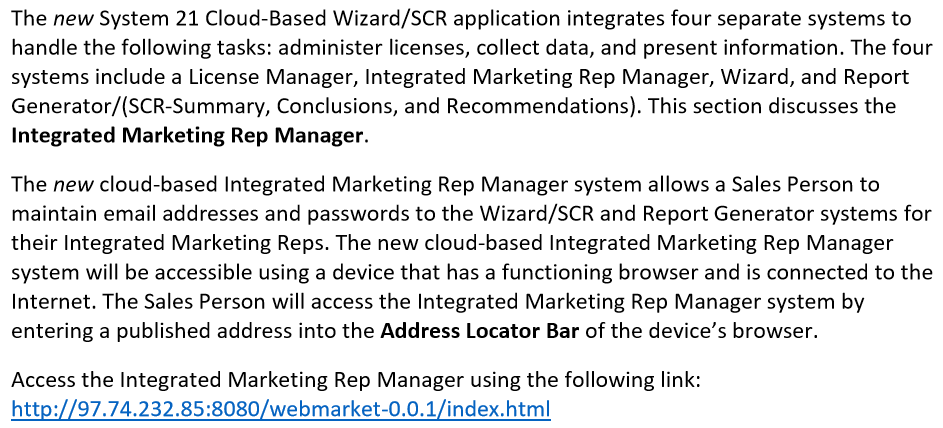 The new System 21 Cloud-Based Wizard/SCR application integrates four separate systems to
handle the following tasks: administer licenses, collect data, and present information. The four
systems include a License Manager, Integrated Marketing Rep Manager, Wizard, and Report
Generator/(SCR-Summary, Conclusions, and Recommendations). This section discusses the
Integrated Marketing Rep Manager.
The new cloud-based Integrated Marketing Rep Manager system allows a Sales Person to
maintain email addresses and passwords to the Wizard/SCR and Report Generator systems for
their Integrated Marketing Reps. The new cloud-based Integrated Marketing Rep Manager
system will be accessible using a device that has a functioning browser and is connected to the
Internet. The Sales Person will access the Integrated Marketing Rep Manager system by
entering a published address into the Address Locator Bar of the device’s browser.
Access the Integrated Marketing Rep Manager using the following link:
http://97.74.232.85:8080/webmarket-0.0.1/index.html